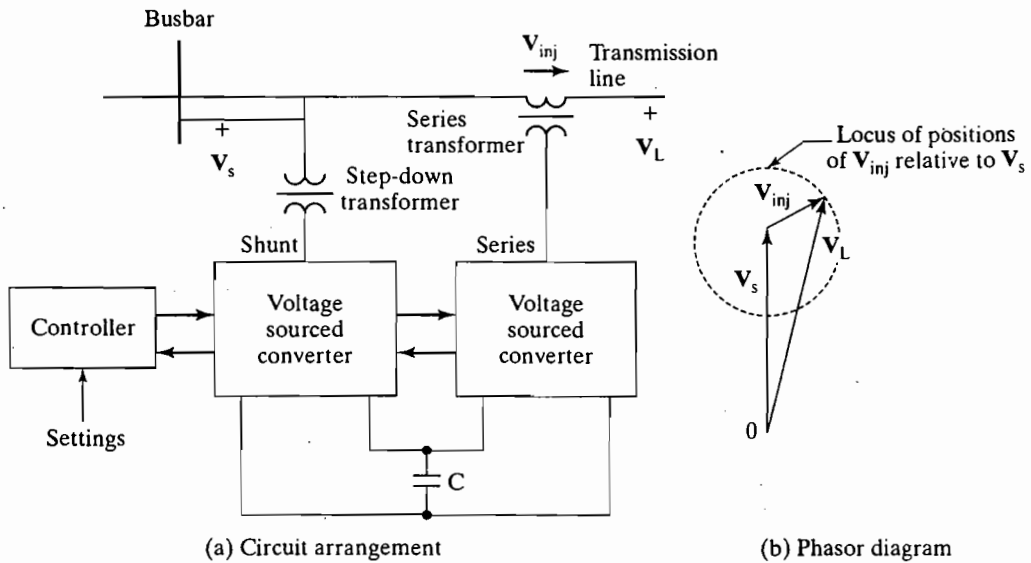 Busbar
V_inj
Transmission
line
+
V_s
Series
transformer
+
V_L
Step-down
transformer
Shunt
Series
Controller
Voltage
sourced
converter
Voltage
sourced
converter
Settings
C
(a) Circuit arrangement
Locus of positions
of V_inj relative to V_s
V_inj
V_L
V_s
0
(b) Phasor diagram